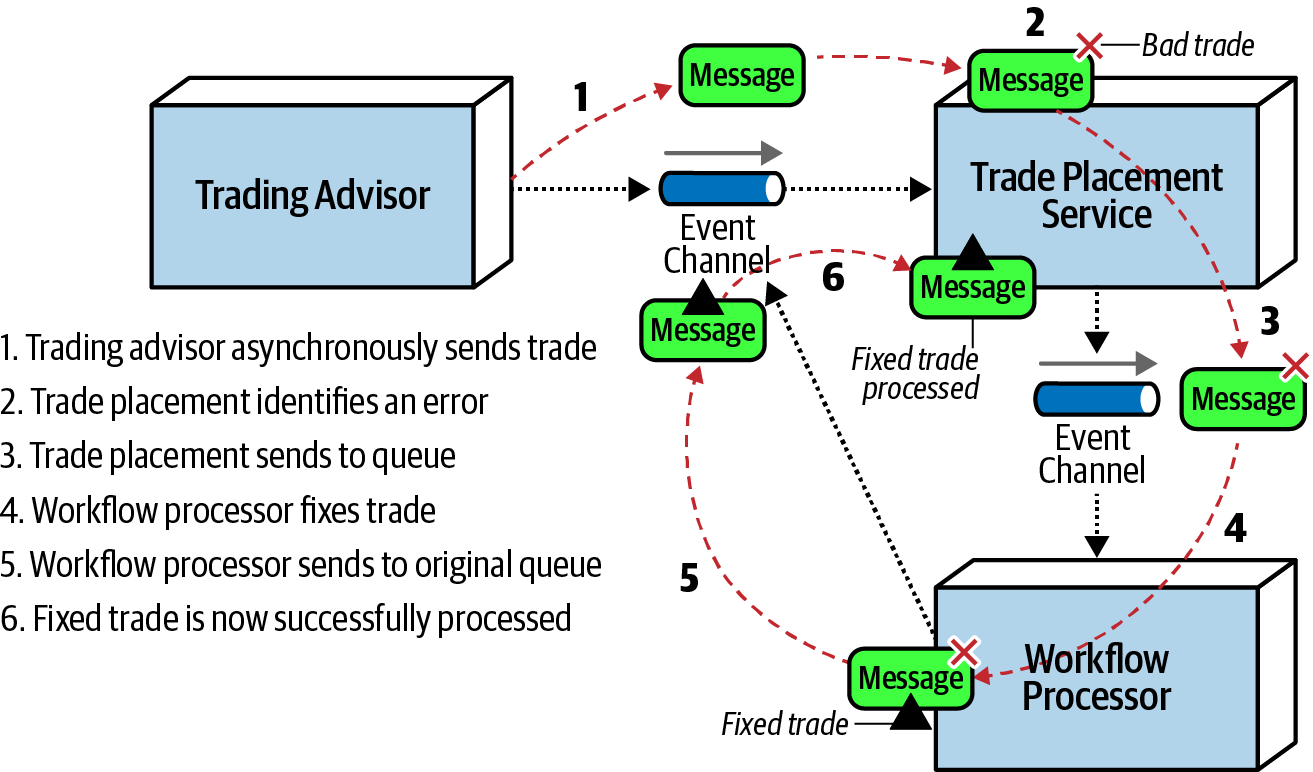 2
Bad trade
Message
Message
1
Trading Advisor
Trade Placement
Service
Event
Channel
6
Message
Message
3
1. Trading advisor asynchronously sends trade
Fixed trade
processed
2. Trade placement identifies an error
Message
3. Trade placement sends to queue
Event
Channel
4. Workflow processor fixes trade
4
5. Workflow processor sends to original queue
5
6. Fixed trade is now successfully processed
Workflow
Processor
Message
Fixed trade